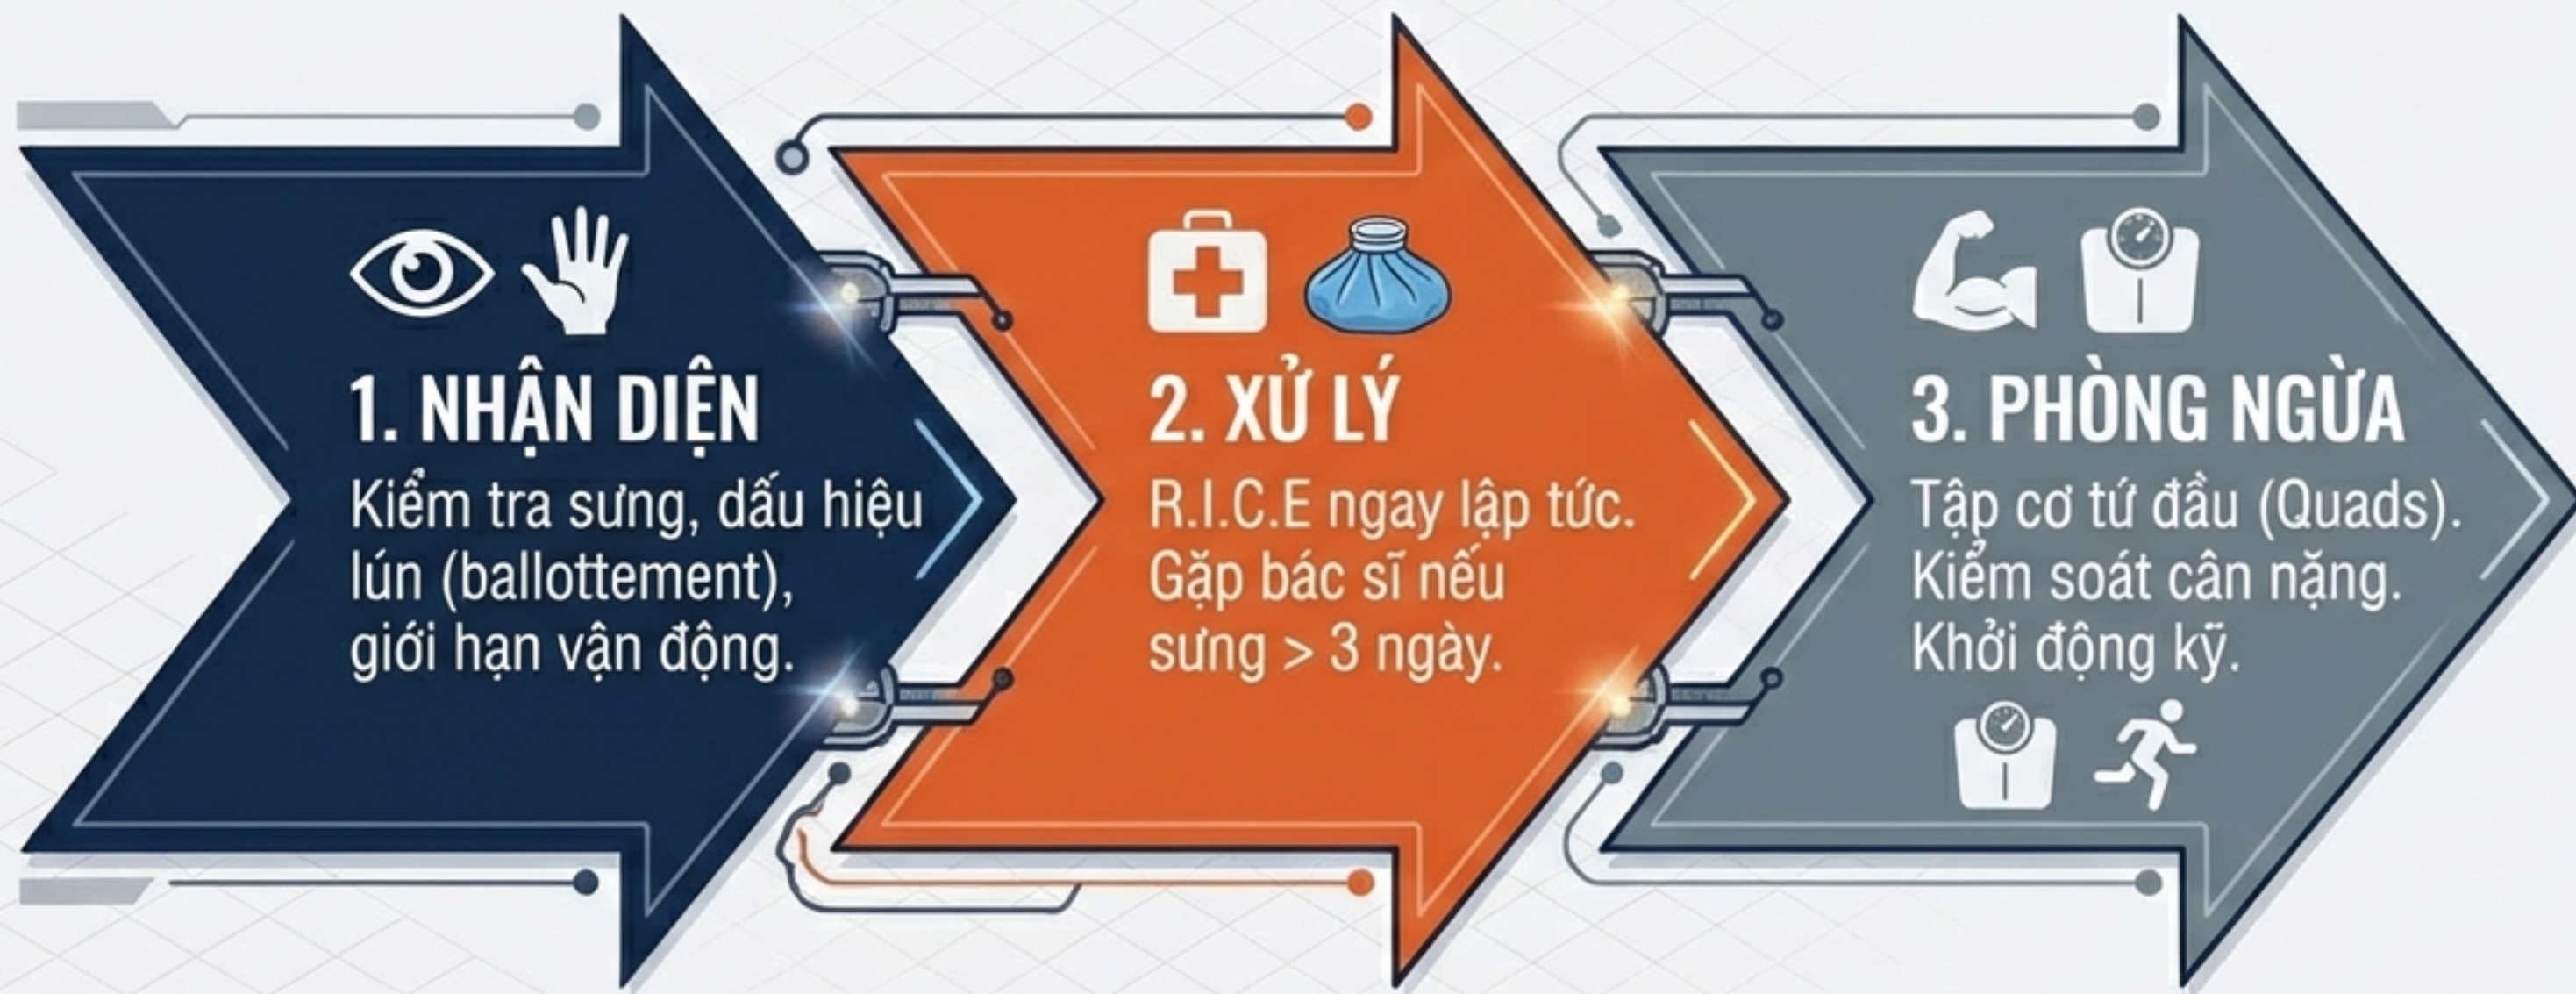 1. NHẬN DIỆN
Kiểm tra sưng, dấu hiệu
lún (ballottement),
giới hạn vận động.
2. XỬ LÝ
R.I.C.E ngay lập tức.
Gặp bác sĩ nếu
sưng > 3 ngày.
3. PHÒNG NGỪA
Tập cơ tứ đầu (Quads).
Kiểm soát cân nặng.
Khởi động kỹ.